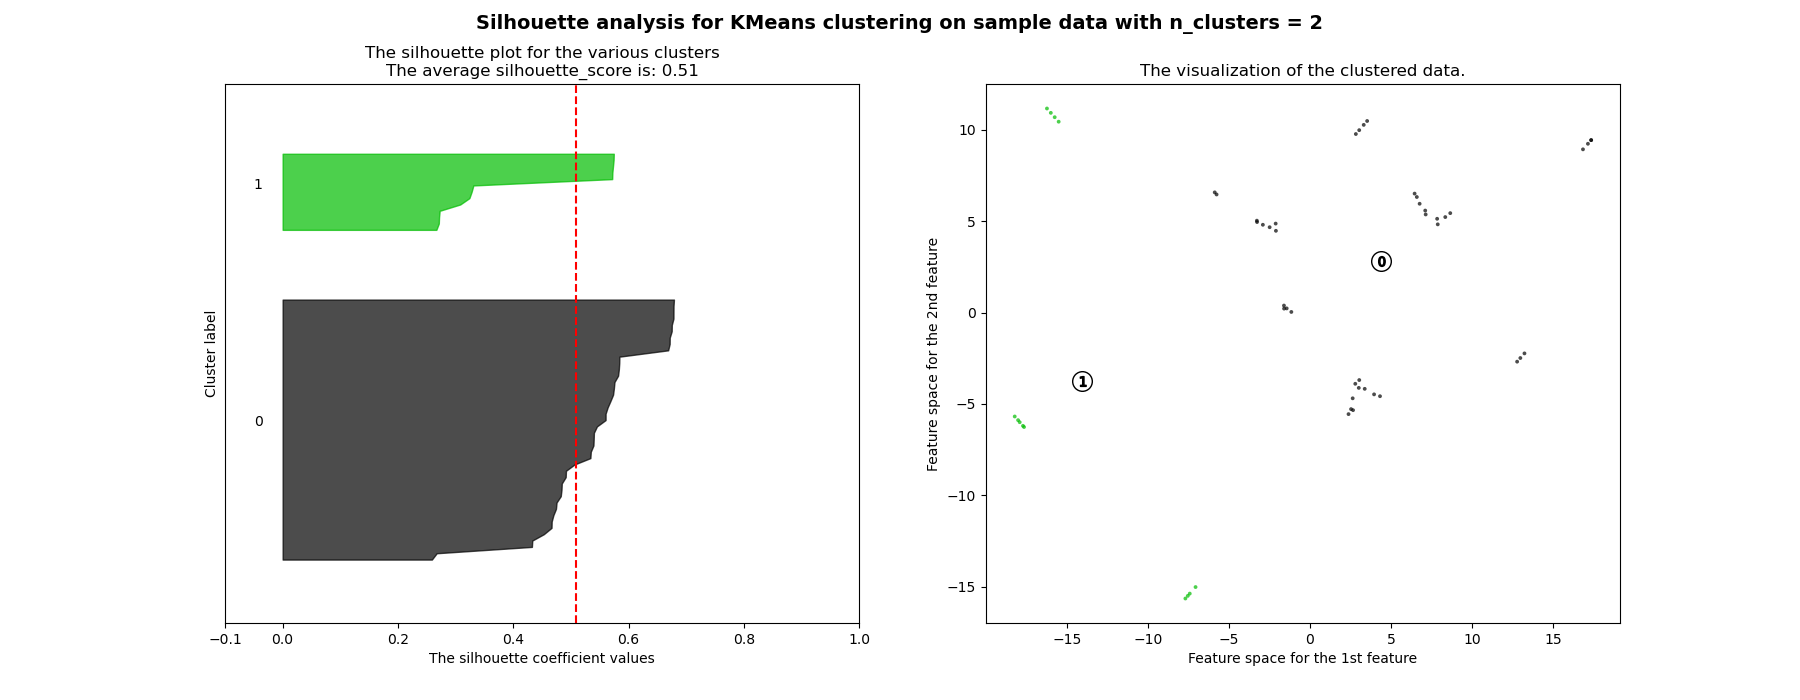 Silhouette analysis for KMeans clustering on sample data with n_clusters = 2
The silhouette plot for the various clusters
The average silhouette_score is: 0.51
1
0
Cluster label
−0.1 0.0 0.2 0.4 0.6 0.8 1.0
The silhouette coefficient values
The visualization of the clustered data.
10
5
0
−5
−10
−15
Feature space for the 2nd feature
0
1
−15 −10 −5 0 5 10 15
Feature space for the 1st feature